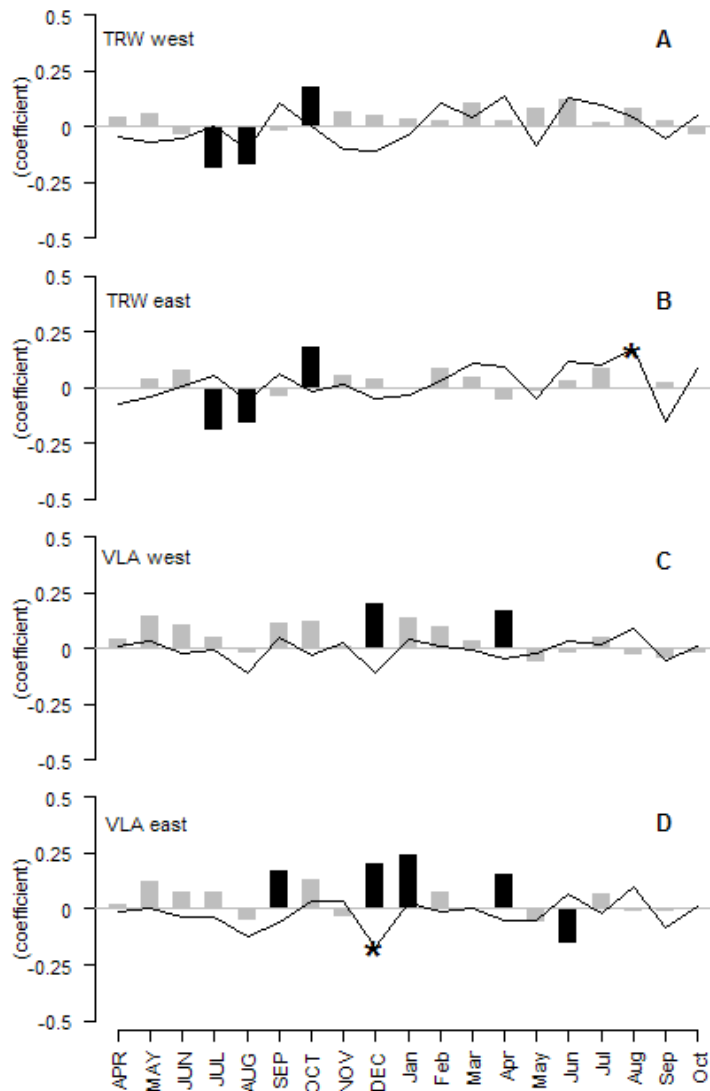 0.5
TRW west
A
0.25
0
-0.25
-0.5
(coefficient)
0.5
TRW east
B
0.25
*
0
-0.25
-0.5
(coefficient)
0.5
VLA west
C
0.25
0
-0.25
-0.5
(coefficient)
0.5
VLA east
D
0.25
0
*
-0.25
-0.5
(coefficient)
APR MAY JUN JUL AUG SEP OCT NOV DEC Jan Feb Mar Apr May Jun Jul Aug Sep Oct